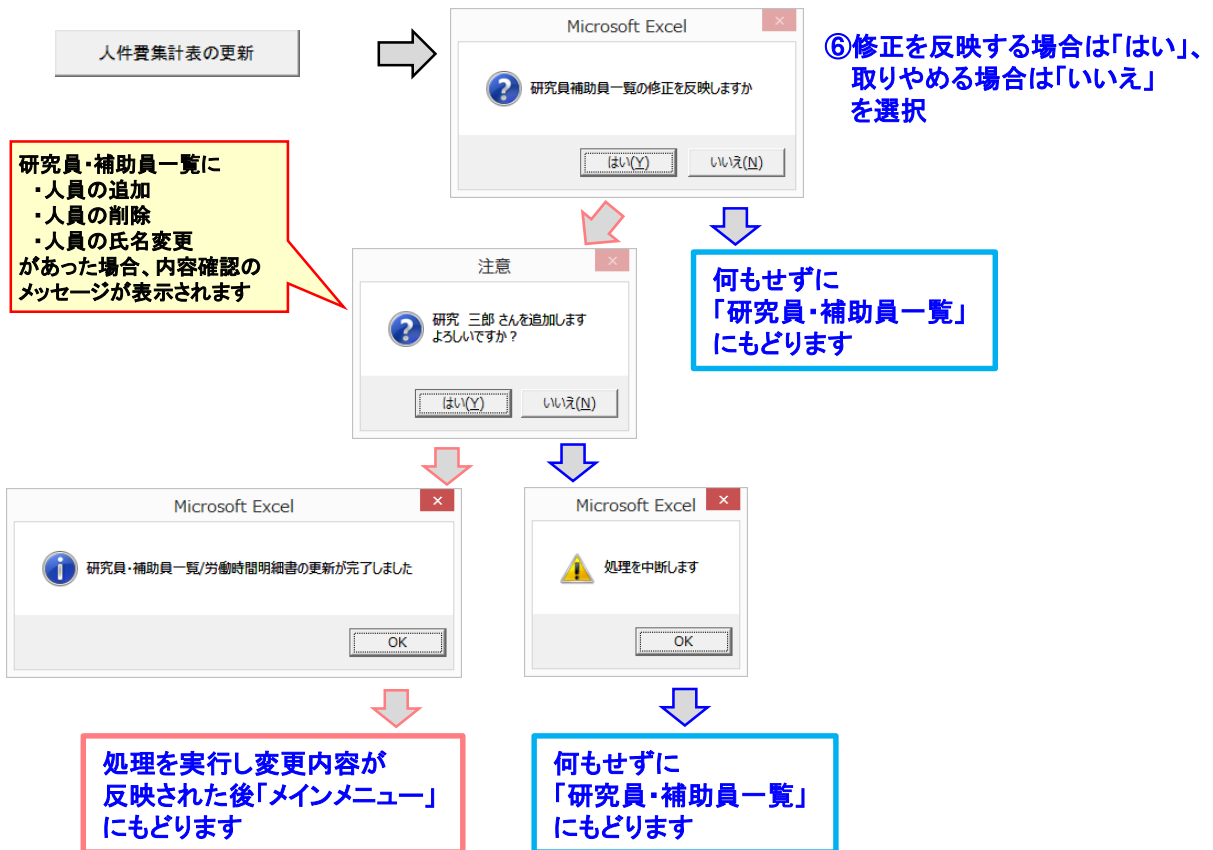 人件費集計表の更新
Microsoft Excel
研究員補助員一覧の修正を反映しますか
はい(Y)
いいえ(N)
⑥修正を反映する場合は「はい」、
取りやめる場合は「いいえ」
を選択
研究員・補助員一覧に
・人員の追加
・人員の削除
・人員の氏名変更
があった場合、内容確認の
メッセージが表示されます
注意
研究 三郎 さんを追加します
よろしいですか？
はい(Y)
いいえ(N)
何もせずに
「研究員・補助員一覧」
にもどります
Microsoft Excel
研究員・補助員一覧/労働時間明細書の更新が完了しました
OK
Microsoft Excel
処理を中断します
OK
処理を実行し変更内容が
反映された後「メインメニュー」
にもどります
何もせずに
「研究員・補助員一覧」
にもどります